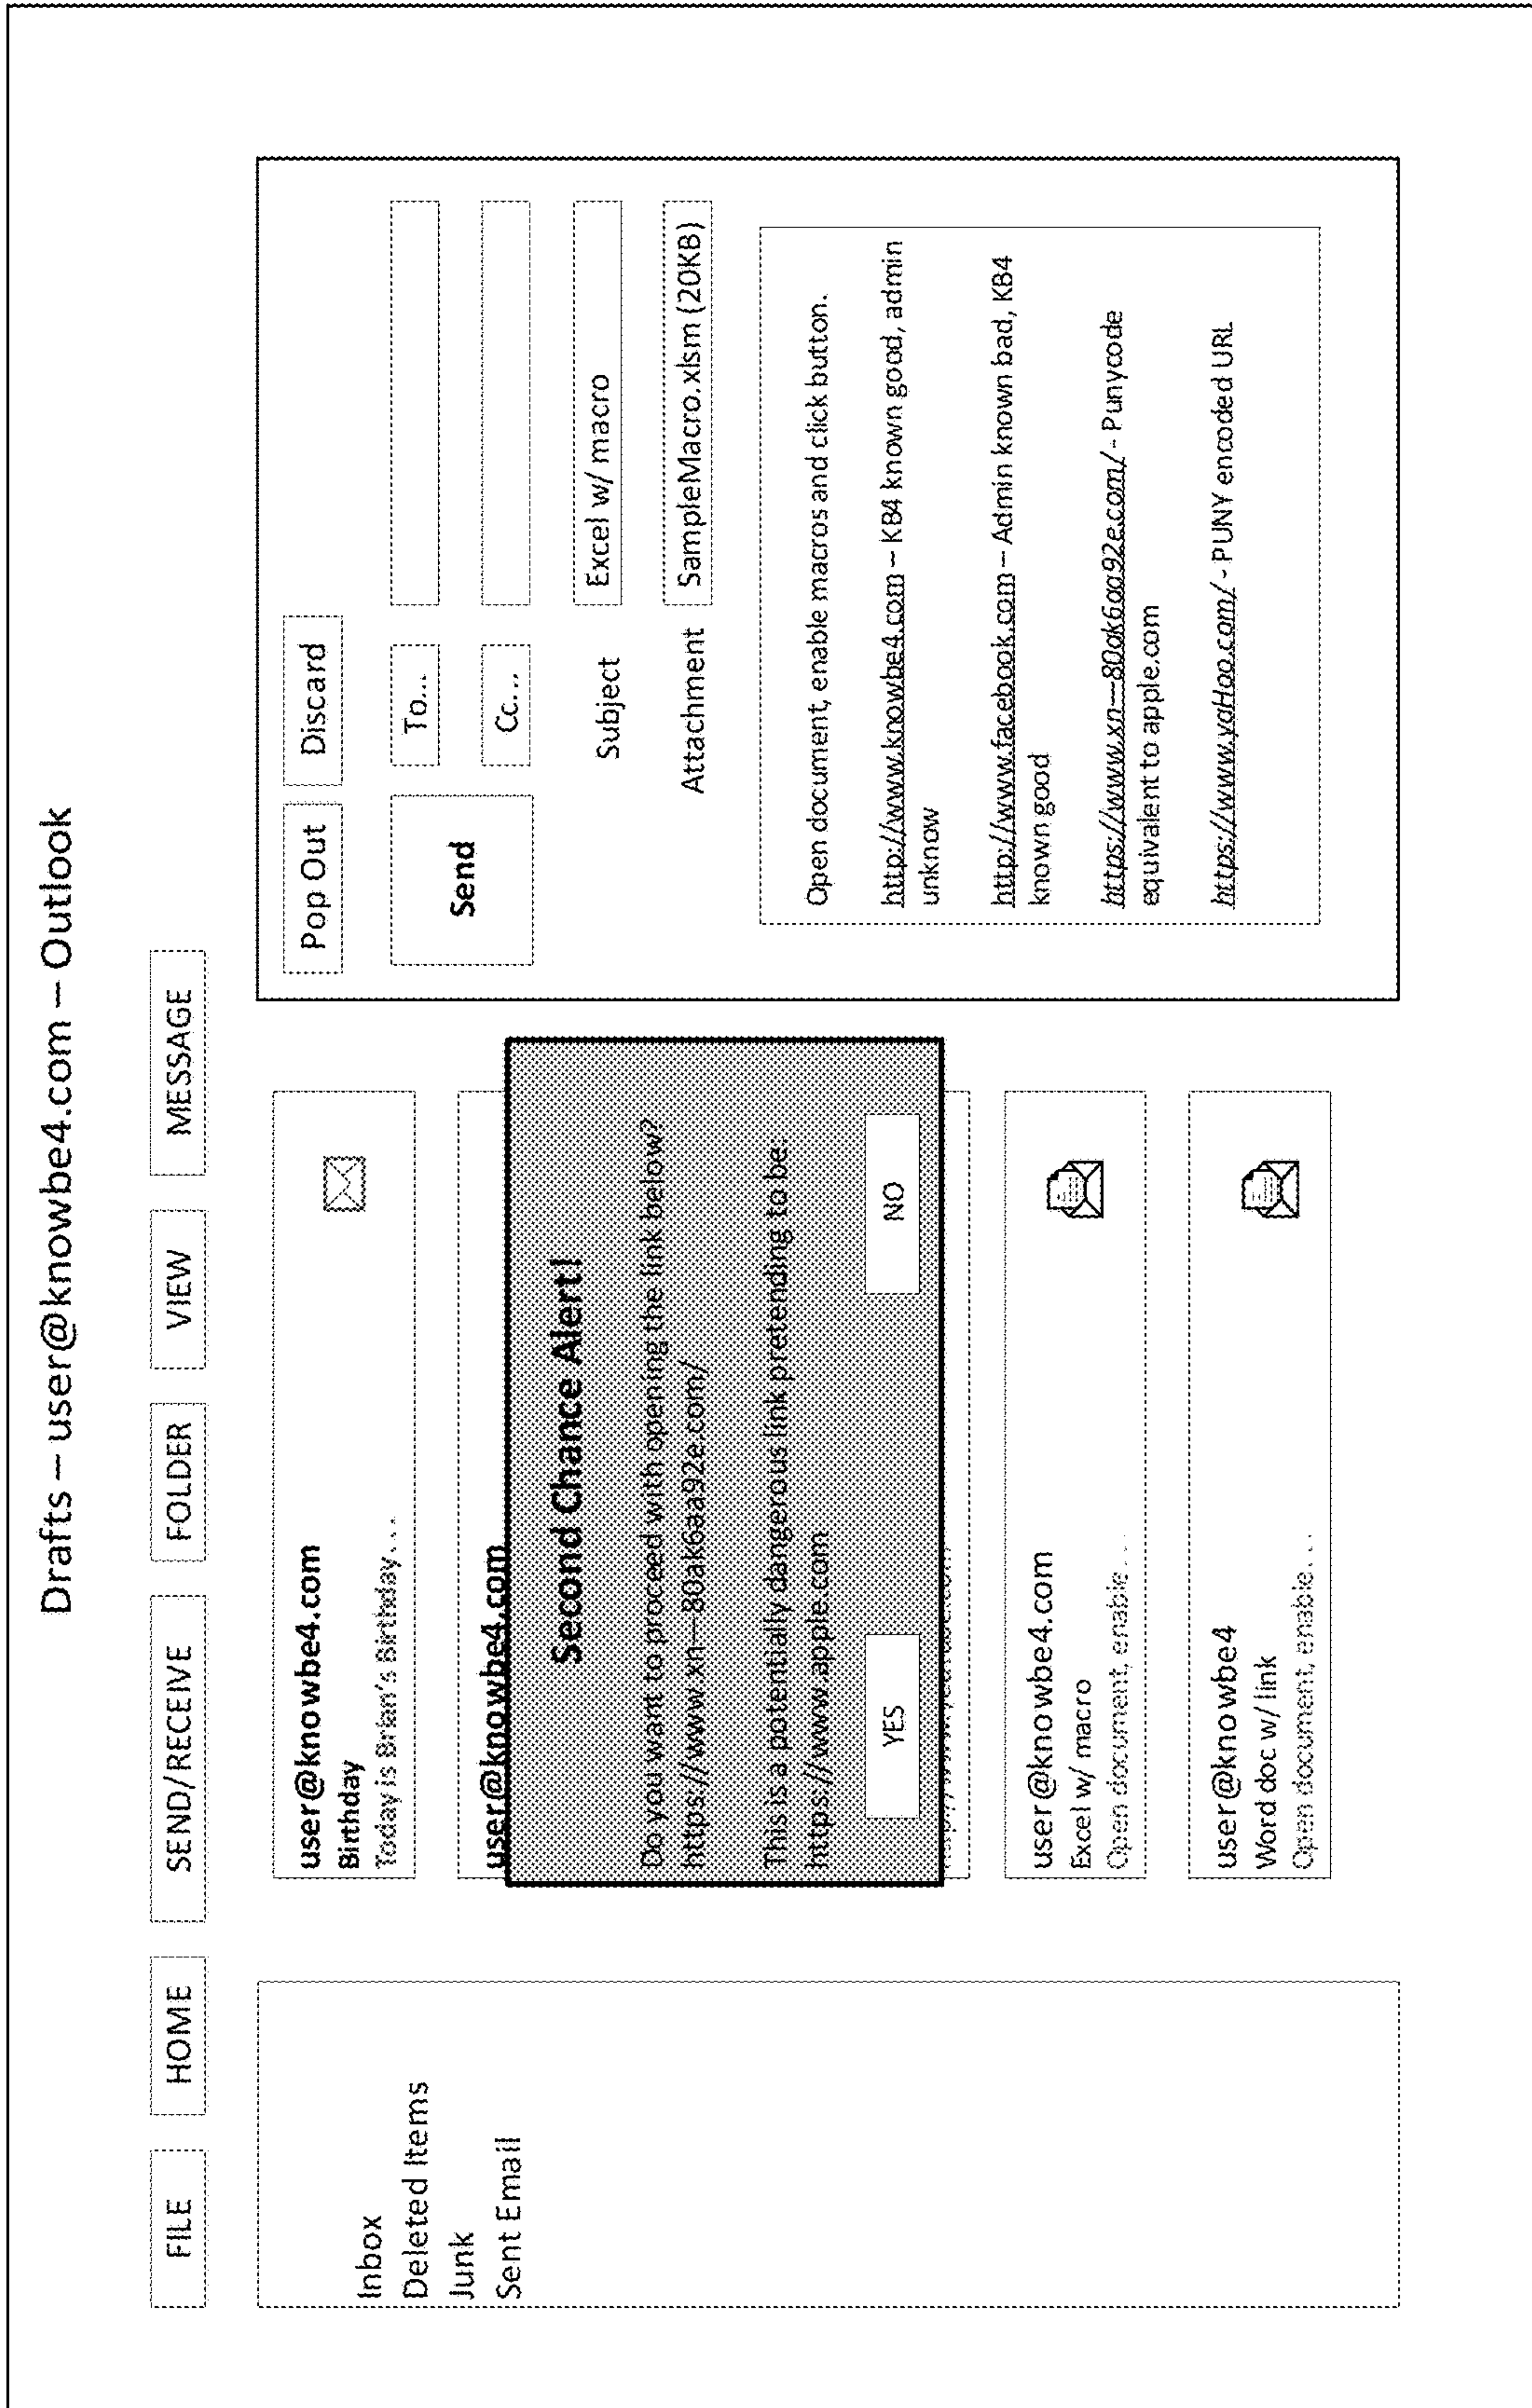 Drafts – user@knowbe4.com – Outlook
FILE
HOME
SEND/RECEIVE
FOLDER
VIEW
MESSAGE
Inbox
Deleted Items
Junk
Sent Email
user@knowbe4.com
Birthday
Today is Brian's Birthday...
user@knowbe4.com
Second Chance Alert!
Do you want to proceed with opening the link below?
https://www.xn—80ak6aa92e.com/
This is a potentially dangerous link pretending to be:
https://www.apple.com
YES
NO
user@knowbe4.com
Excel w/ macro
Open document, enable...
user@knowbe4
Word doc w/ link
Open document, enable...
Pop Out
Discard
Send
To...
Cc...
Subject
Excel w/ macro
Attachment
SampleMacro.xlsm (20KB)
Open document, enable macros and click button.
http://www.knowbe4.com – KB4 known good, admin
unknow
http://www.facebook.com – Admin known bad, KB4
known good
https://www.xn—80ak6aa92e.com/ - Punycode
equivalent to apple.com
https://www.yaHoo.com/ - PUNY encoded URL